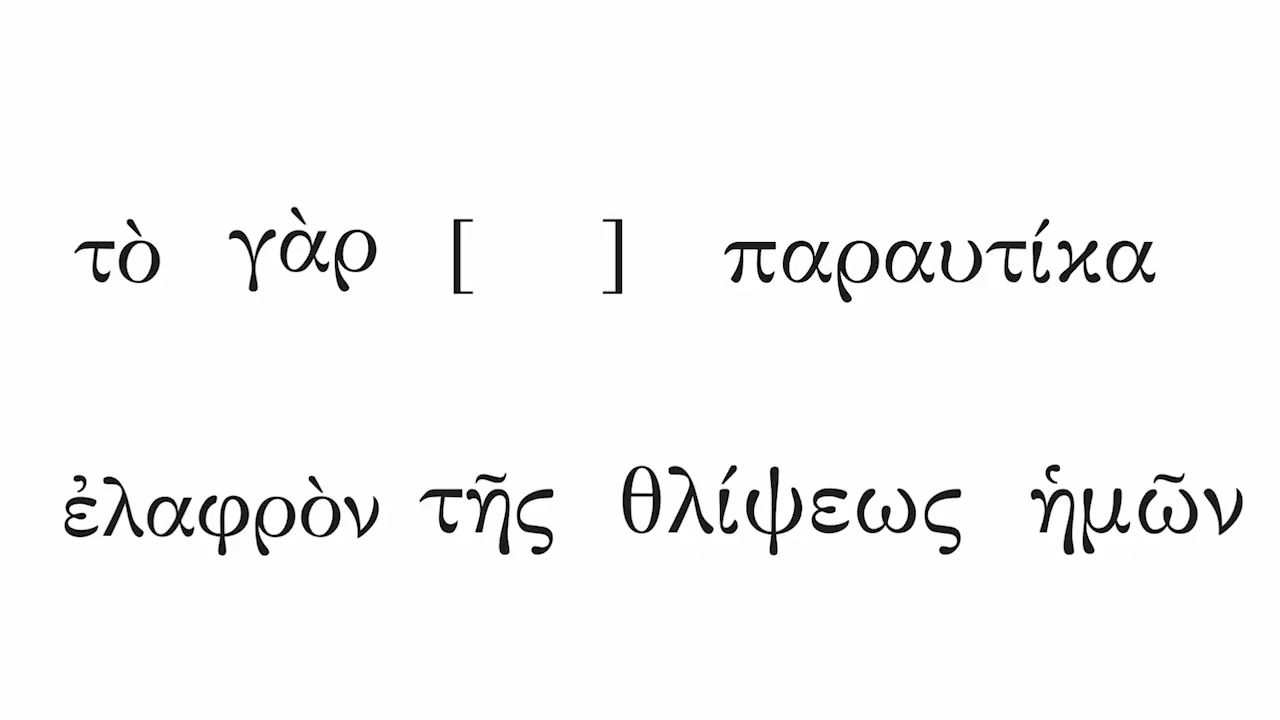 τὸ γὰρ [ ] παραυτίκα
ἐλαφρὸν τῆς θλίψεως ἡμῶν